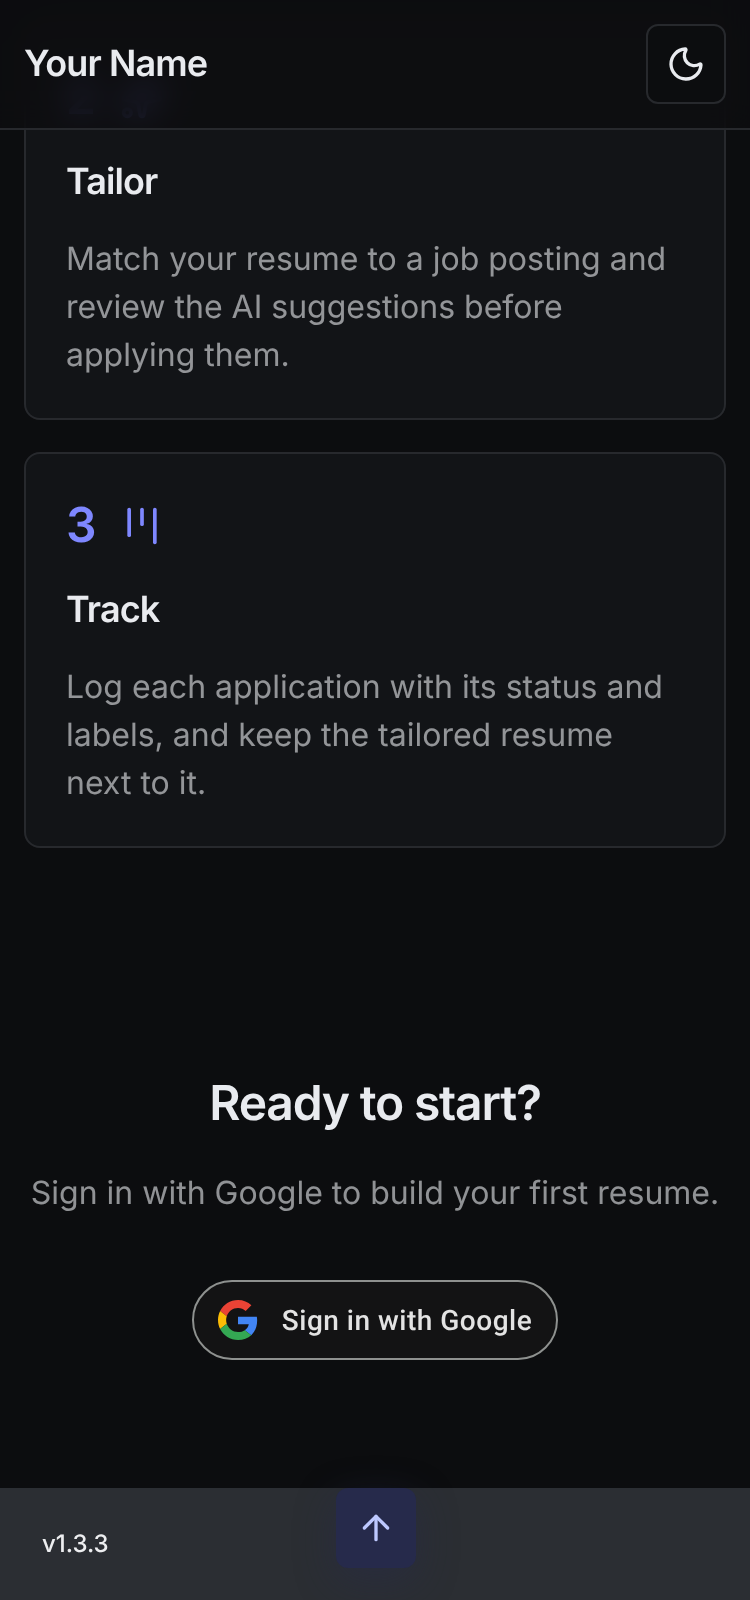 Your Name
Tailor
Match your resume to a job posting and
review the AI suggestions before
applying them.
3
Track
Log each application with its status and
labels, and keep the tailored resume
next to it.
Ready to start?
Sign in with Google to build your first resume.
Sign in with Google
v1.3.3